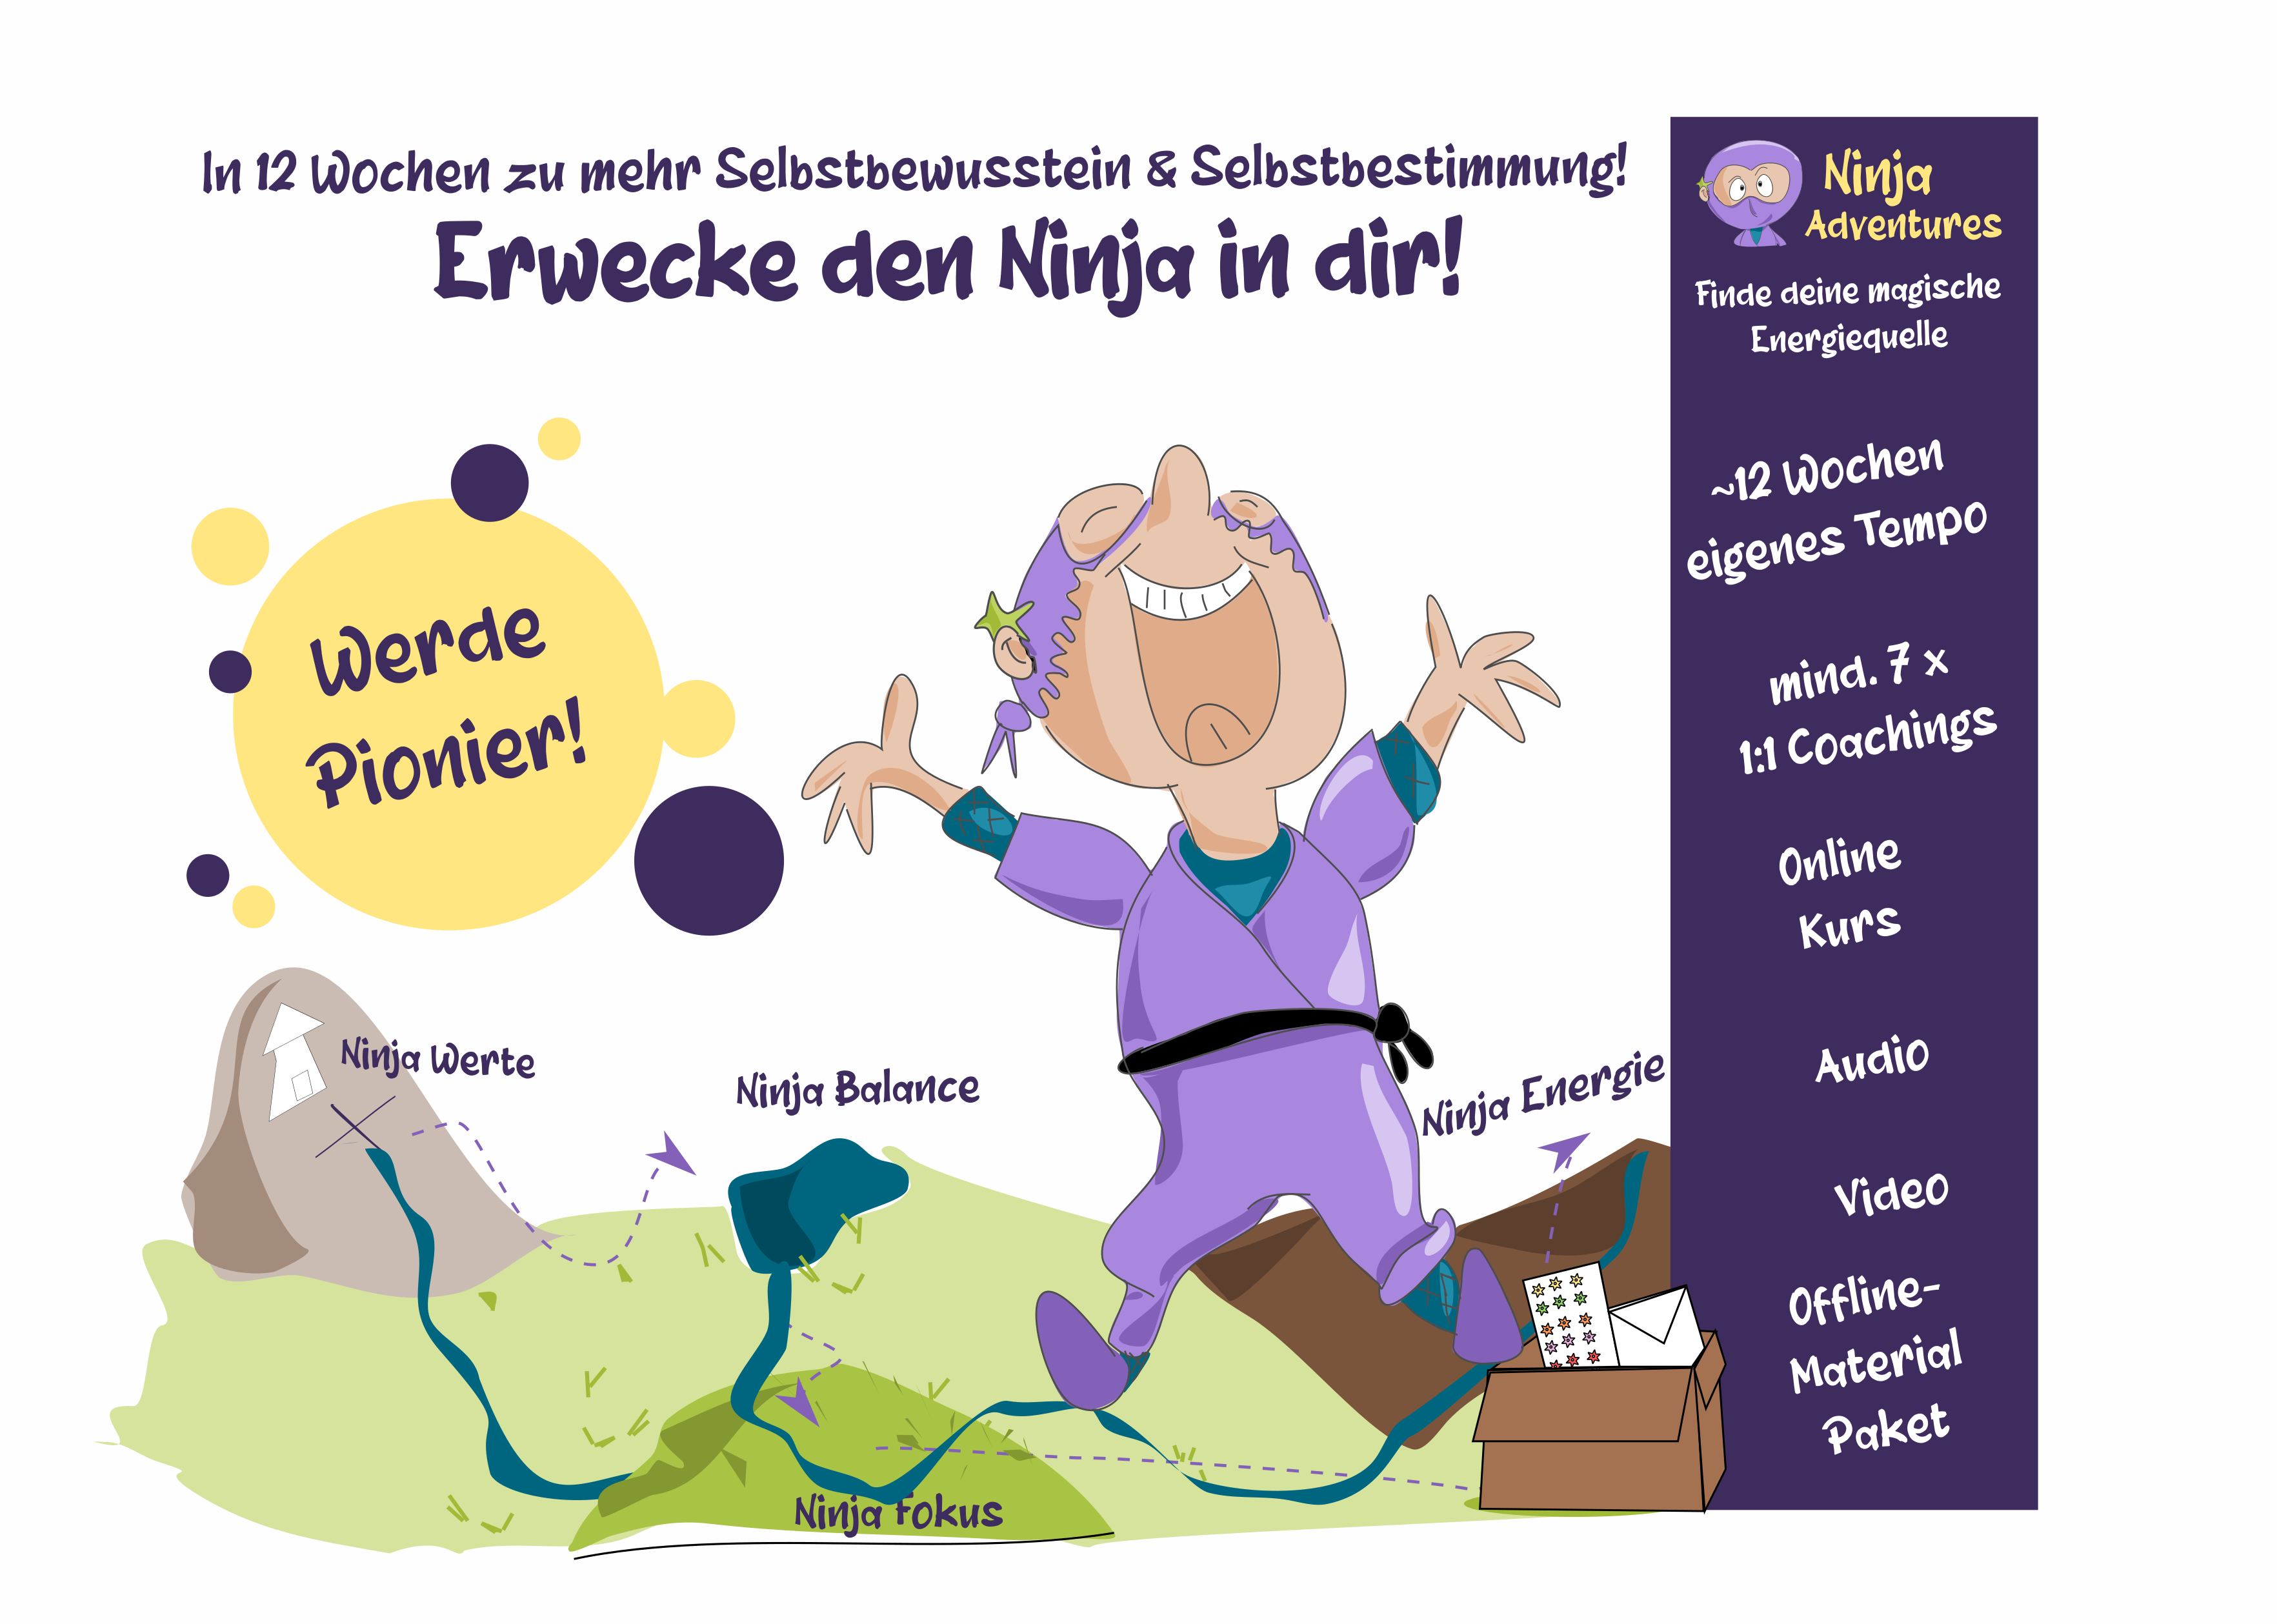 In 12 Wochen zu mehr Selbstbewusstein & Selbstbestimmung!
Erwecke den Ninja in dir!
Werde
Pionier!
Ninja Werte
Ninja Balance
Ninja Energie
Ninja Fokus
Ninja
Adventures
Finde deine magische
Energiequelle
~12 Wochen
eigenes Tempo
mind. 7 x
1:1 Coachings
Online
Kurs
Audio
Video
Offline-
Material
Paket